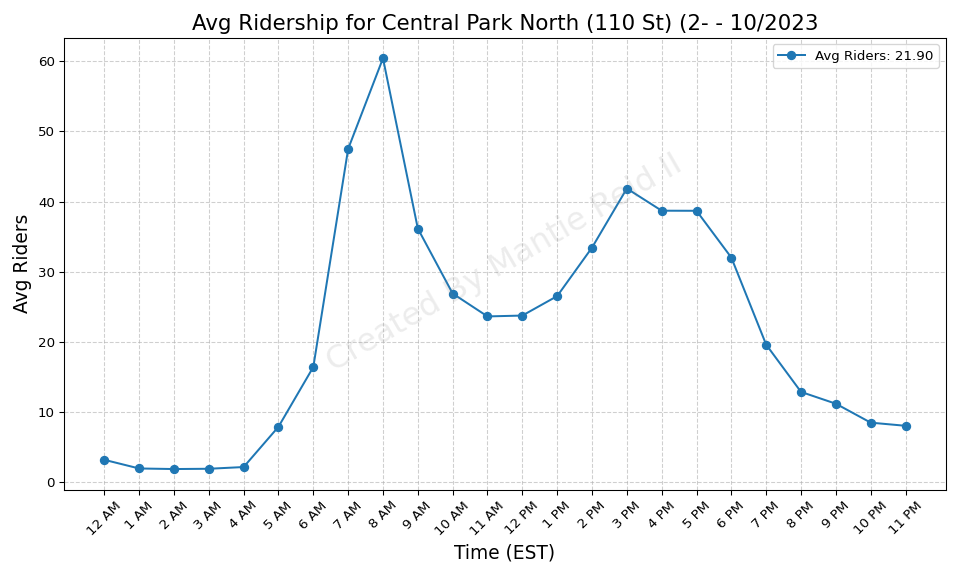 Avg Ridership for Central Park North (110 St) (2- - 10/2023
Avg Riders: 21.90
60
50
40
30
20
10
0
Avg Riders
Created By Mantie Reid II
12 AM
1 AM
2 AM
3 AM
4 AM
5 AM
6 AM
7 AM
8 AM
9 AM
10 AM
11 AM
12 PM
1 PM
2 PM
3 PM
4 PM
5 PM
6 PM
7 PM
8 PM
9 PM
10 PM
11 PM
Time (EST)